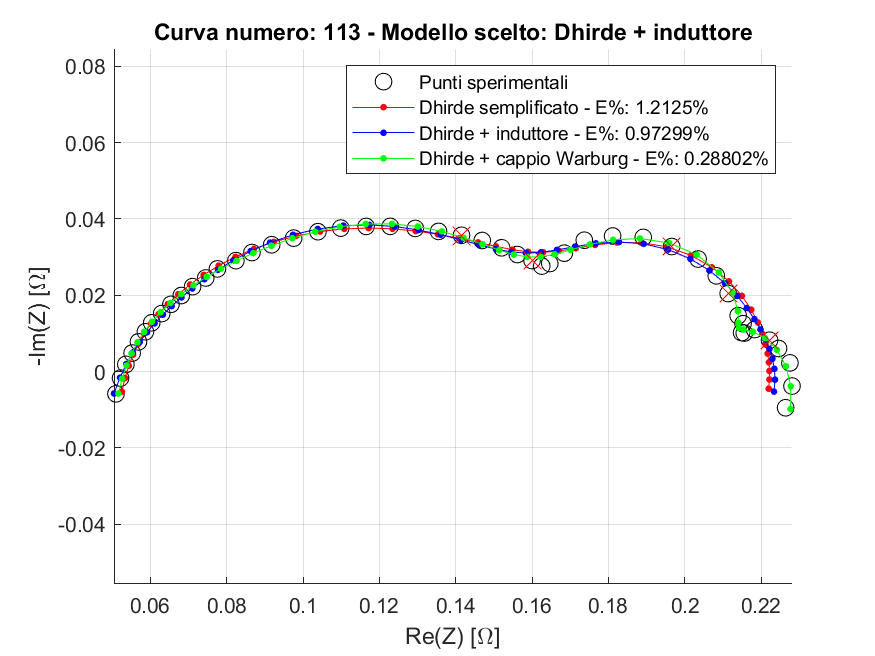 Curva numero: 113 - Modello scelto: Dhirde + induttore
Punti sperimentali
Dhirde semplificato - E%: 1.2125%
Dhirde + induttore - E%: 0.97299%
Dhirde + cappio Warburg - E%: 0.28802%
-Im(Z) [Ω]
0.08
0.06
0.04
0.02
0
-0.02
-0.04
0.06 0.08 0.1 0.12 0.14 0.16 0.18 0.2 0.22
Re(Z) [Ω]